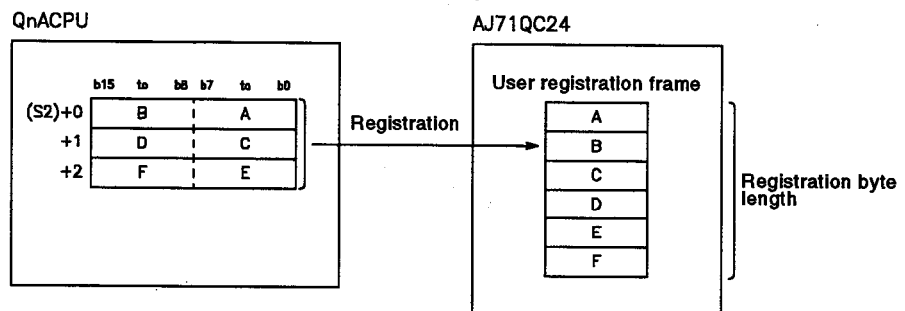 QnACPU
AJ71QC24
b15 to b8 b7 to b0
(S2)+0 B A
+1 D C
+2 F E
Registration
User registration frame
A
B
C
D
E
F
Registration byte
length